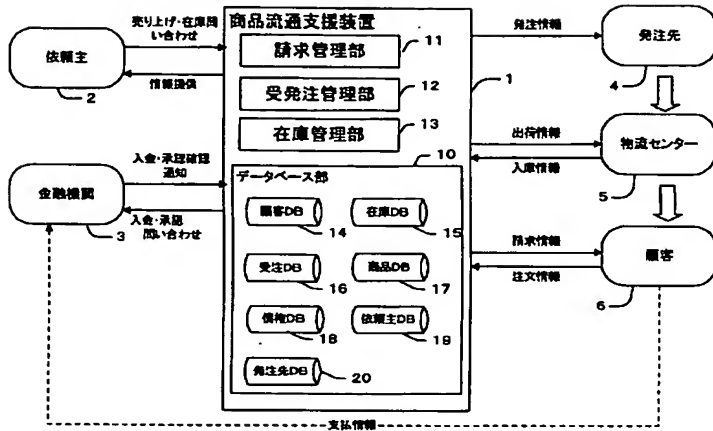 商品流通支援装置
売り上げ・在庫問
い合わせ
依頼主
2
情報提供
請求管理部
11
受発注管理部
12
在庫管理部
13
1
発注情報
発注先
4
出荷情報
入庫情報
物流センター
5
入金・承認確認
通知
金融機関
3
入金・承認
問い合わせ
10
データベース部
顧客DB
14
在庫DB
15
受注DB
16
商品DB
17
債権DB
18
依頼主DB
19
発注先DB
20
請求情報
注文情報
顧客
6
支払情報